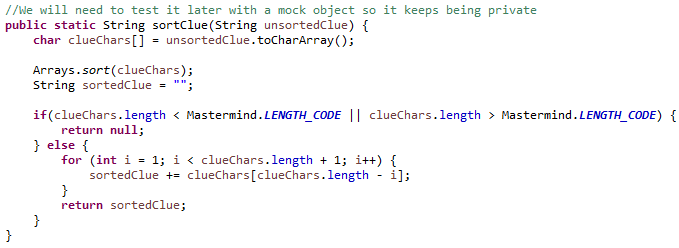 //We will need to test it later with a mock object so it keeps being private
public static String sortClue(String unsortedClue) {
    char clueChars[] = unsortedClue.toCharArray();

    Arrays.sort(clueChars);
    String sortedClue = "";

    if(clueChars.length < Mastermind.LENGTH_CODE || clueChars.length > Mastermind.LENGTH_CODE) {
        return null;
    } else {
        for (int i = 1; i < clueChars.length + 1; i++) {
            sortedClue += clueChars[clueChars.length - i];
        }
        return sortedClue;
    }
}